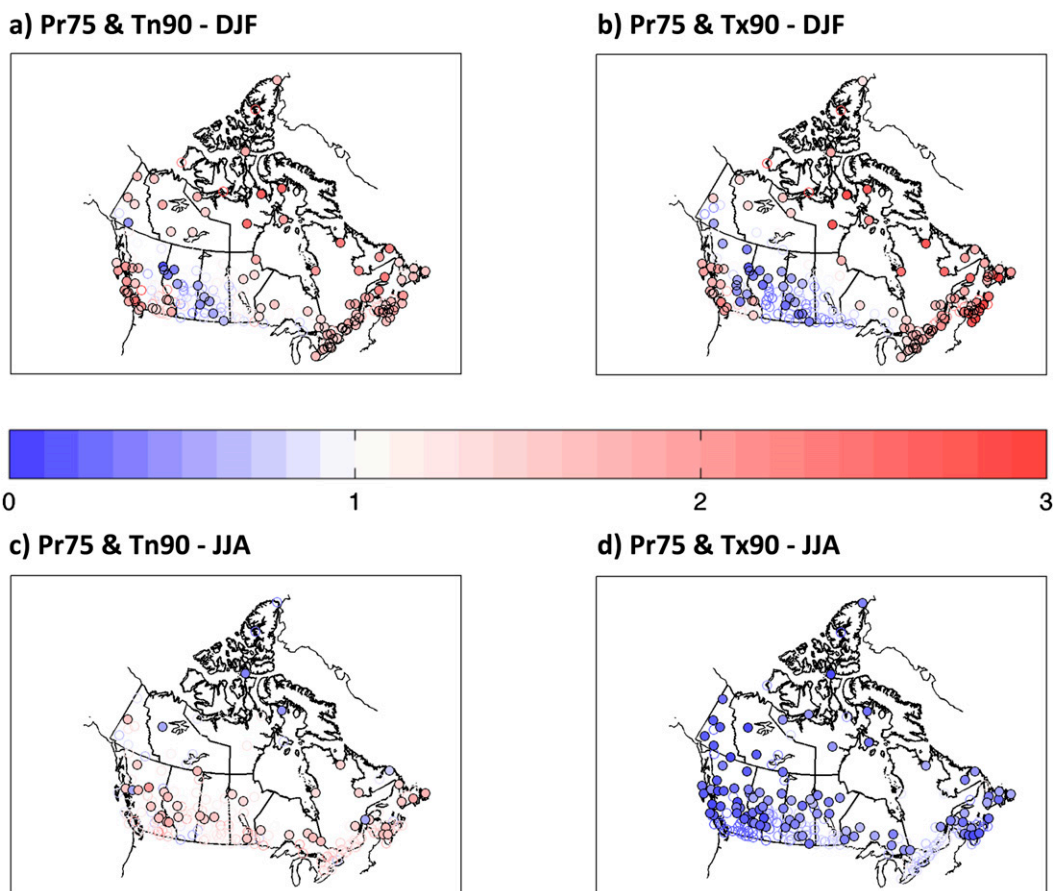 a) Pr75 & Tn90 - DJF
b) Pr75 & Tx90 - DJF
0 1 2 3
c) Pr75 & Tn90 - JJA
d) Pr75 & Tx90 - JJA